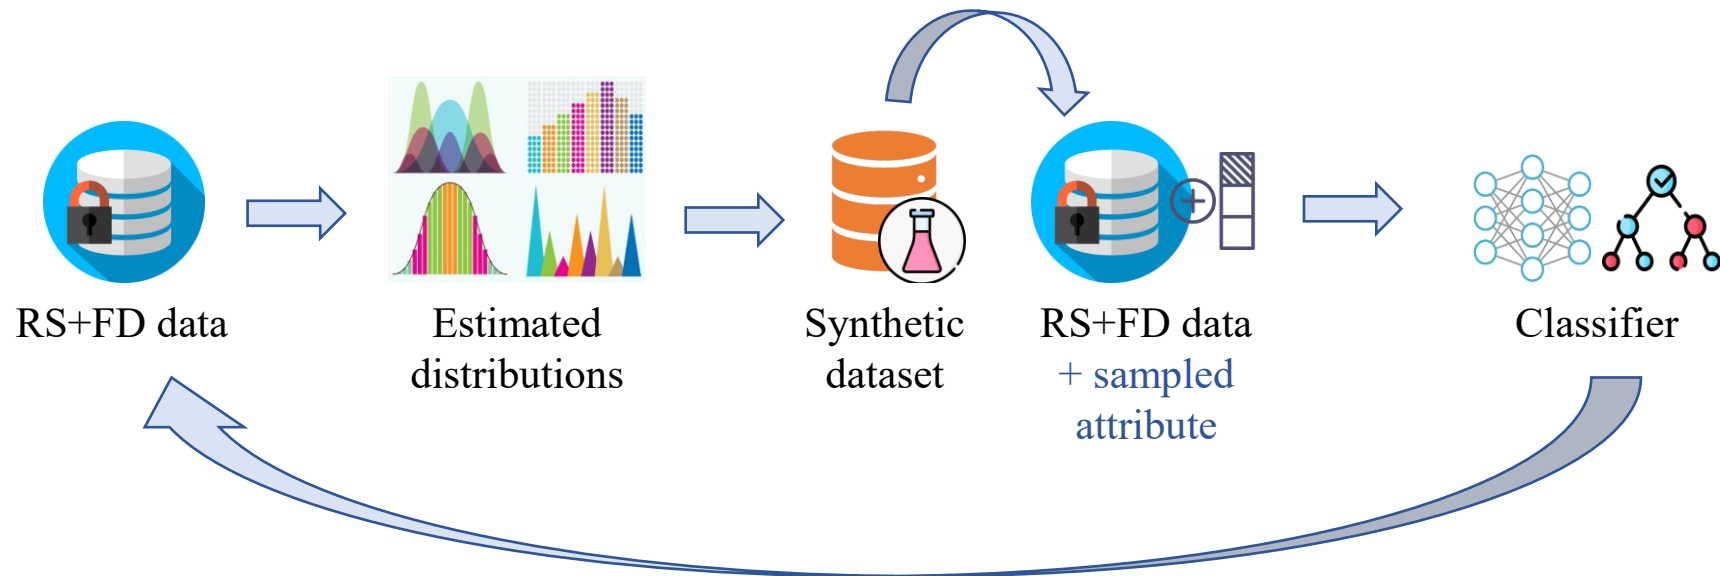 RS+FD data
Estimated
distributions
Synthetic
dataset
RS+FD data
+ sampled
attribute
Classifier